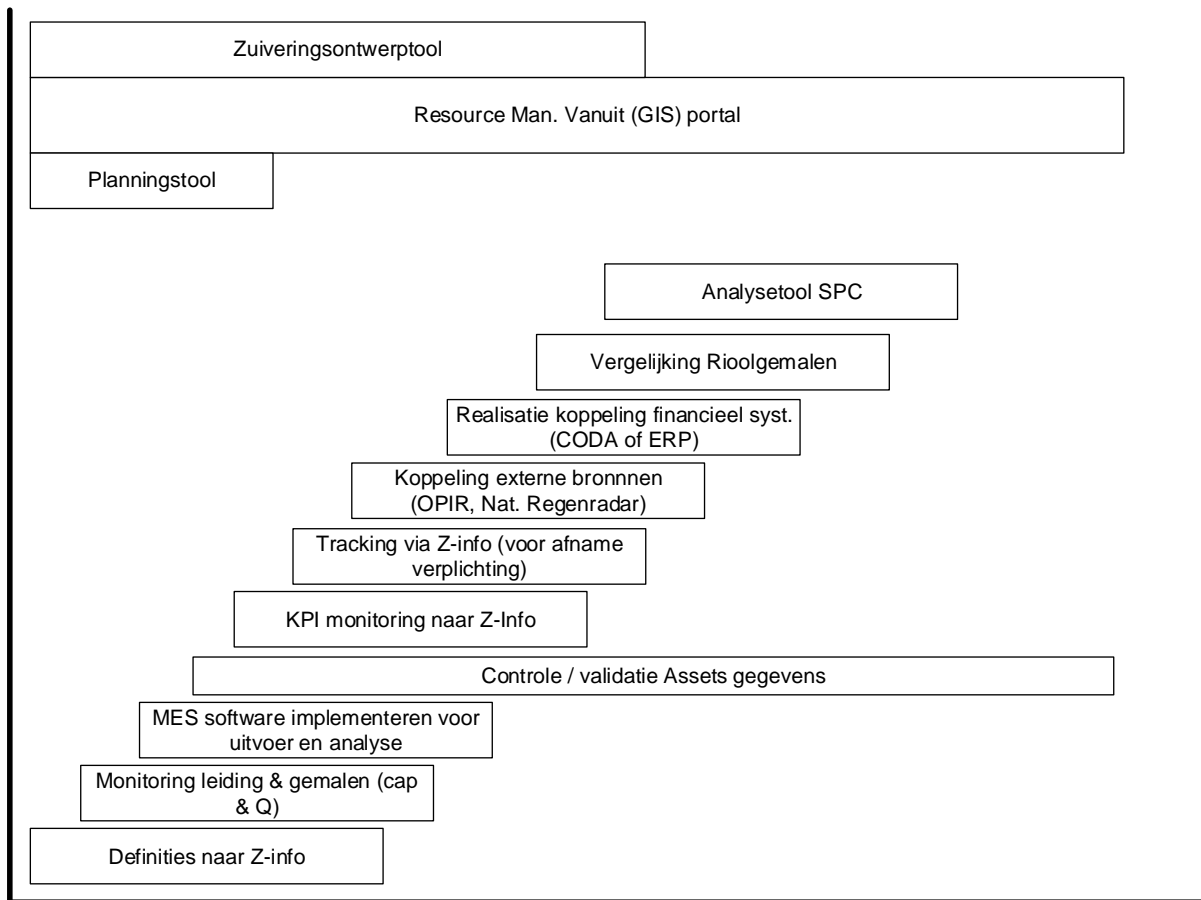 Zuiveringsontwerptool
Resource Man. Vanuit (GIS) portal
Planningstool
Analysetool SPC
Vergelijking Rioolgemalen
Realisatie koppeling financieel syst.
(CODA of ERP)
Koppeling externe bronnnen
(OPIR, Nat. Regenradar)
Tracking via Z-info (voor afname
verplichting)
KPI monitoring naar Z-Info
Controle / validatie Assets gegevens
MES software implementeren voor
uitvoer en analyse
Monitoring leiding & gemalen (cap
& Q)
Definities naar Z-info